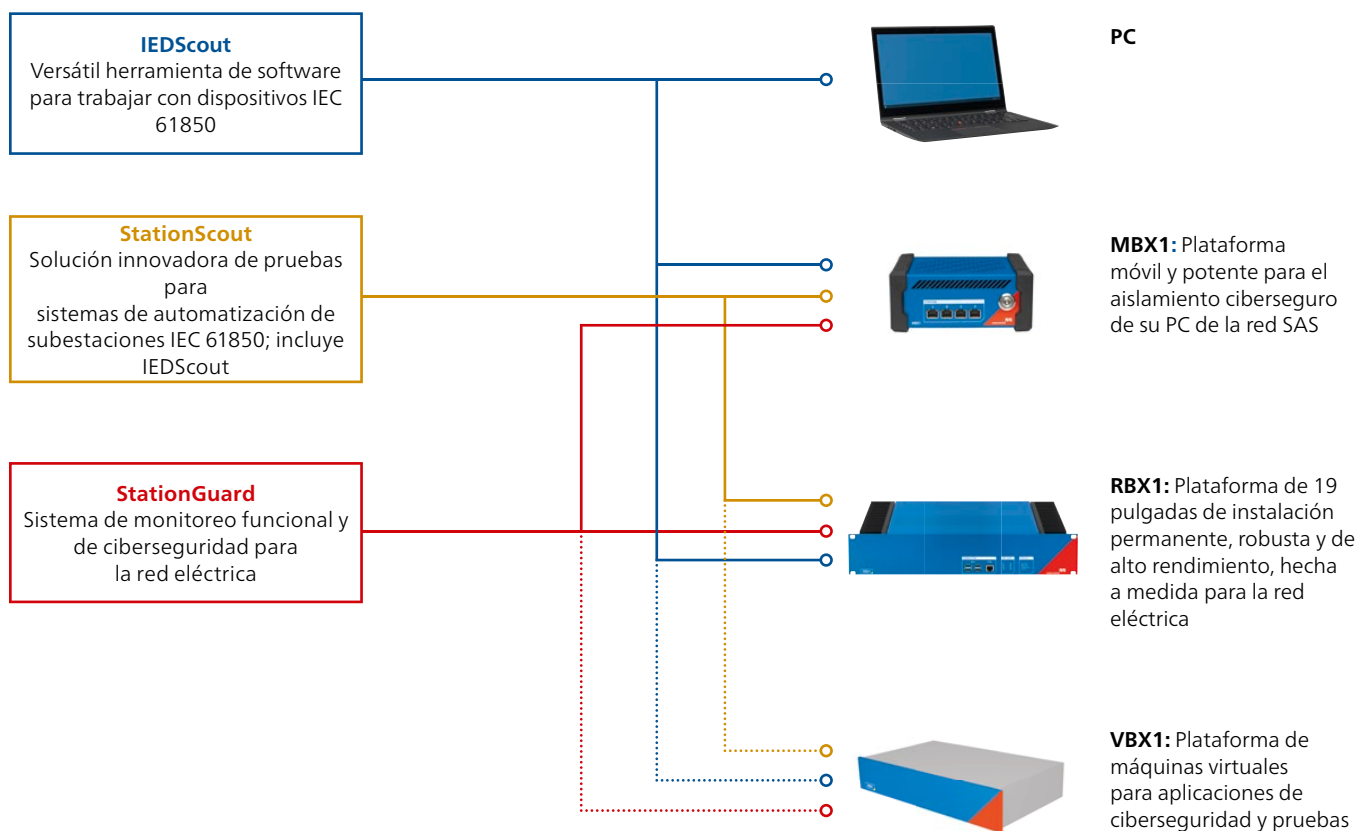 IEDScout
Versátil herramienta de software
para trabajar con dispositivos IEC
61850
PC
StationScout
Solución innovadora de pruebas
para
sistemas de automatización de
subestaciones IEC 61850; incluye
IEDScout
MBX1: Plataforma
móvil y potente para el
aislamiento ciberseguro
de su PC de la red SAS
StationGuard
Sistema de monitoreo funcional y
de ciberseguridad para
la red eléctrica
RBX1: Plataforma de 19
pulgadas de instalación
permanente, robusta y de
alto rendimiento, hecha
a medida para la red
eléctrica
VBX1: Plataforma de
máquinas virtuales
para aplicaciones de
ciberseguridad y pruebas